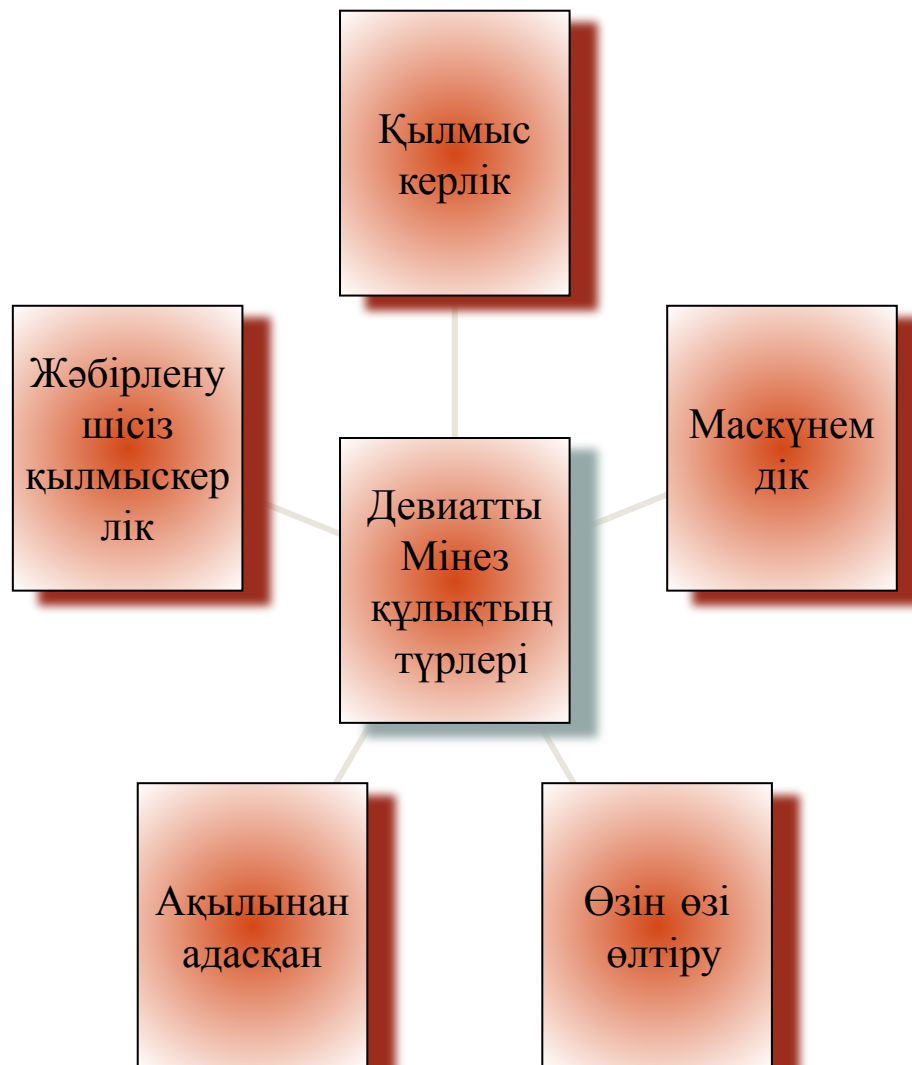 Қылмыс
керлік
Жәбірлену
шісіз
қылмыскер
лік
Маскүнем
дік
Девиатты
Мінез
құлықтың
түрлері
Ақылынан
адасқан
Өзін өзі
өлтіру